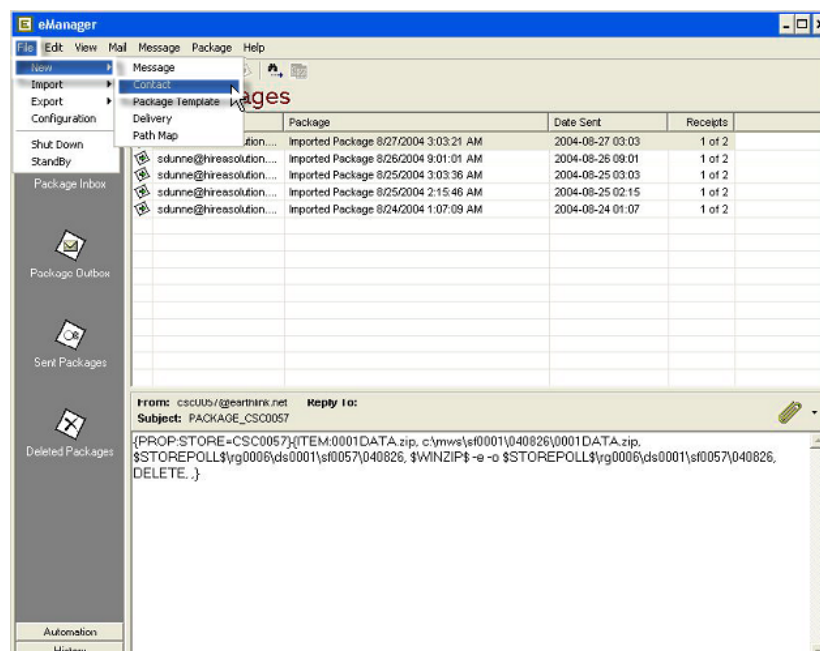 eManager
File Edit View Mail Message Package Help
New
Import
Export
Configuration
Shut Down
StandBy
Message
Contact
Package Template
Delivery
Path Map
ages
Package Date Sent Receipts
ution.... Imported Package 8/27/2004 3:03:21 AM 2004-08-27 03:03 1 of 2
sdunne@hireasolution.... Imported Package 8/26/2004 9:01:01 AM 2004-08-26 09:01 1 of 2
sdunne@hireasolution.... Imported Package 8/25/2004 3:03:36 AM 2004-08-25 03:03 1 of 2
sdunne@hireasolution.... Imported Package 8/25/2004 2:15:46 AM 2004-08-25 02:15 1 of 2
sdunne@hireasolution.... Imported Package 8/24/2004 1:07:09 AM 2004-08-24 01:07 1 of 2
Package Inbox
Package Outbox
Sent Packages
Deleted Packages
From: csc0057@earthlink.net Reply To:
Subject: PACKAGE_CSC0057
{PROP:STORE=CSC0057}{ITEM:0001DATA.zip, c:\mws\sf0001\040826\0001DATA.zip,
$STOREPOLL$\rg0006\ds0001\sf0057\040826, $WINZIP$ -e -o $STOREPOLL$\rg0006\ds0001\sf0057\040826,
DELETE, ,}
Automation
History